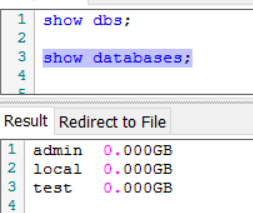 1 show dbs;
2
3 show databases;
4
5
Result Redirect to File
1 admin 0.000GB
2 local 0.000GB
3 test 0.000GB
4